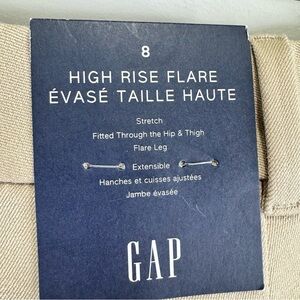 8
HIGH RISE FLARE
ÉVASÉ TAILLE HAUTE
Stretch
Fitted Through the Hip & Thigh
Flare Leg
Extensible
Hanches et cuisses ajustées
Jambe évasée
GAP